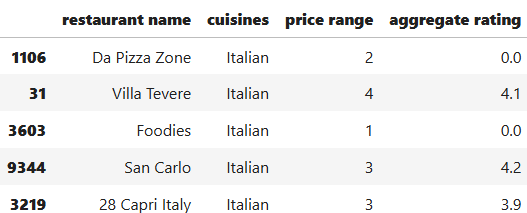 restaurant name cuisines price range aggregate rating
1106 Da Pizza Zone Italian 2 0.0
31 Villa Tevere Italian 4 4.1
3603 Foodies Italian 1 0.0
9344 San Carlo Italian 3 4.2
3219 28 Capri Italy Italian 3 3.9